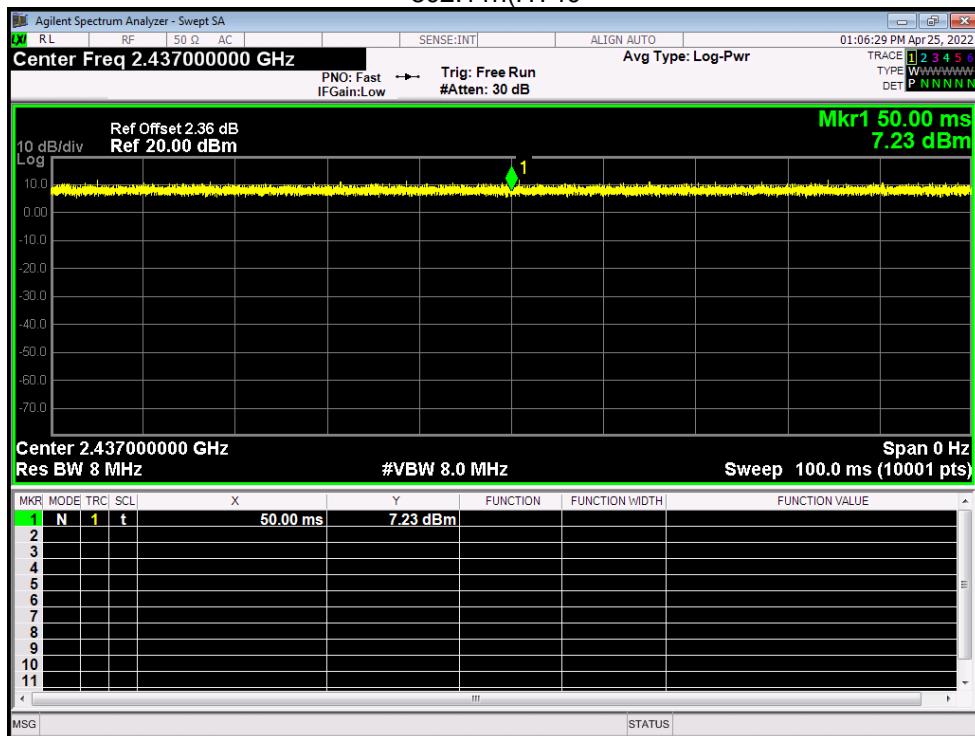 Agilent Spectrum Analyzer - Swept SA
LXI RL RF 50 Ω AC SENSE:INT ALIGN AUTO 01:06:29 PM Apr 25, 2022
Center Freq 2.437000000 GHz Avg Type: Log-Pwr TRACE 1 2 3 4 5 6
PNO: Fast Trig: Free Run TYPE WWWWWW
IFGain:Low #Atten: 30 dB DET P N N N N N
Mkr1 50.00 ms
7.23 dBm
Ref Offset 2.36 dB
10 dB/div Ref 20.00 dBm
Log
1
10.0
0.00
-10.0
-20.0
-30.0
-40.0
-50.0
-60.0
-70.0
Center 2.437000000 GHz Span 0 Hz
Res BW 8 MHz #VBW 8.0 MHz Sweep 100.0 ms (10001 pts)
MKR MODE TRC SCL X Y FUNCTION FUNCTION WIDTH FUNCTION VALUE
1 N 1 t 50.00 ms 7.23 dBm
2
3
4
5
6
7
8
9
10
11
MSG STATUS